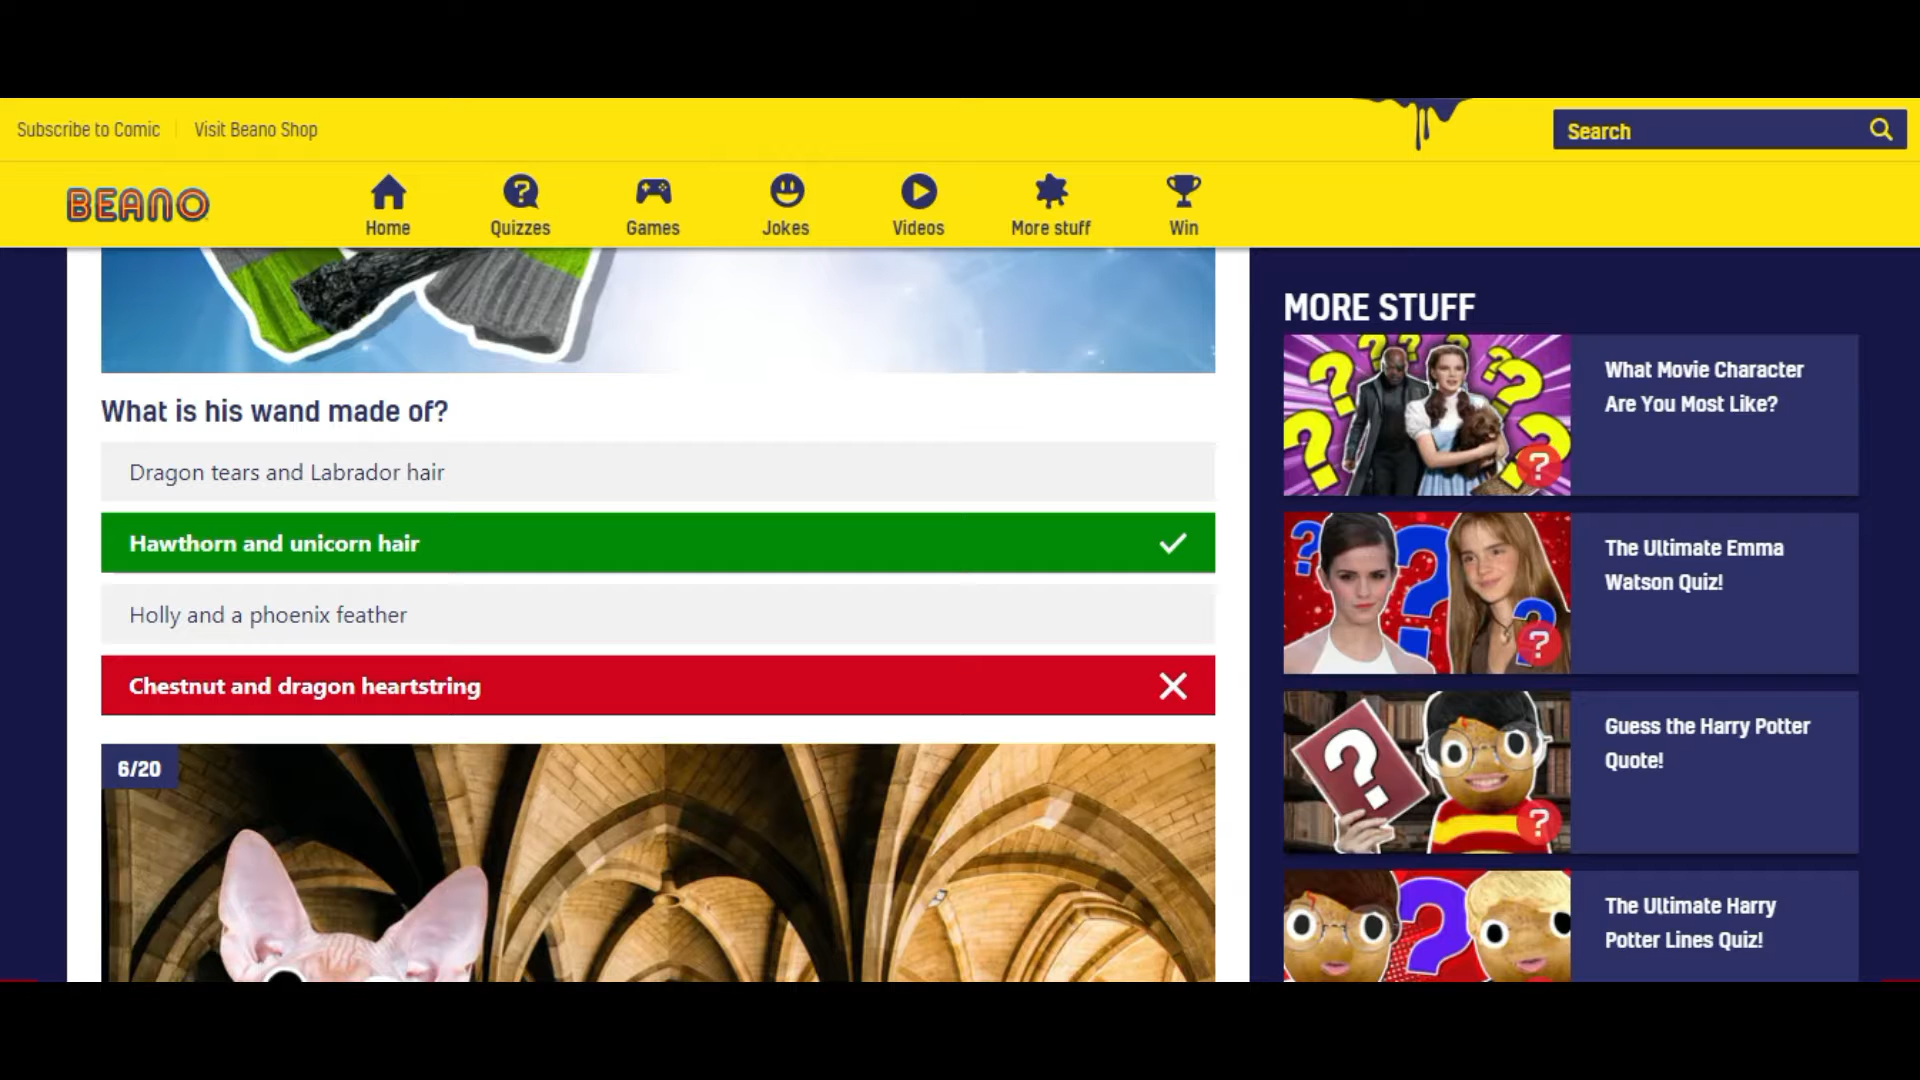 Subscribe to Comic
Visit Beano Shop
Search
BEANO
Home
Quizzes
Games
Jokes
Videos
More stuff
Win
What is his wand made of?
Dragon tears and Labrador hair
Hawthorn and unicorn hair
Holly and a phoenix feather
Chestnut and dragon heartstring
6/20
MORE STUFF
What Movie Character
Are You Most Like?
The Ultimate Emma
Watson Quiz!
Guess the Harry Potter
Quote!
The Ultimate Harry
Potter Lines Quiz!